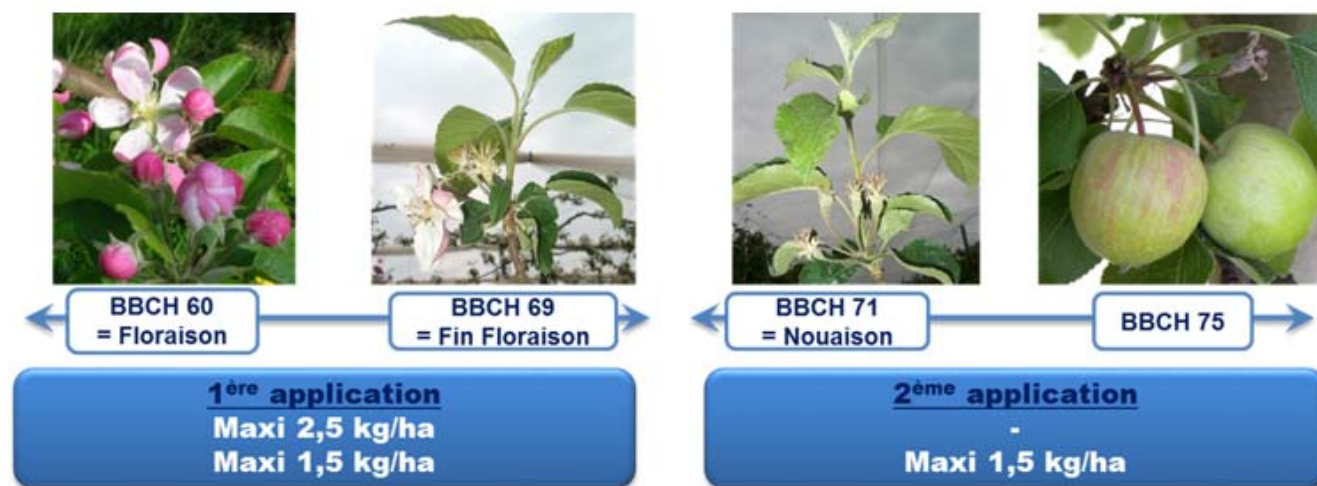 BBCH 60
= Floraison
BBCH 69
= Fin Floraison
BBCH 71
= Nouaison
BBCH 75
1ère application
Maxi 2,5 kg/ha
Maxi 1,5 kg/ha
2ème application
-
Maxi 1,5 kg/ha